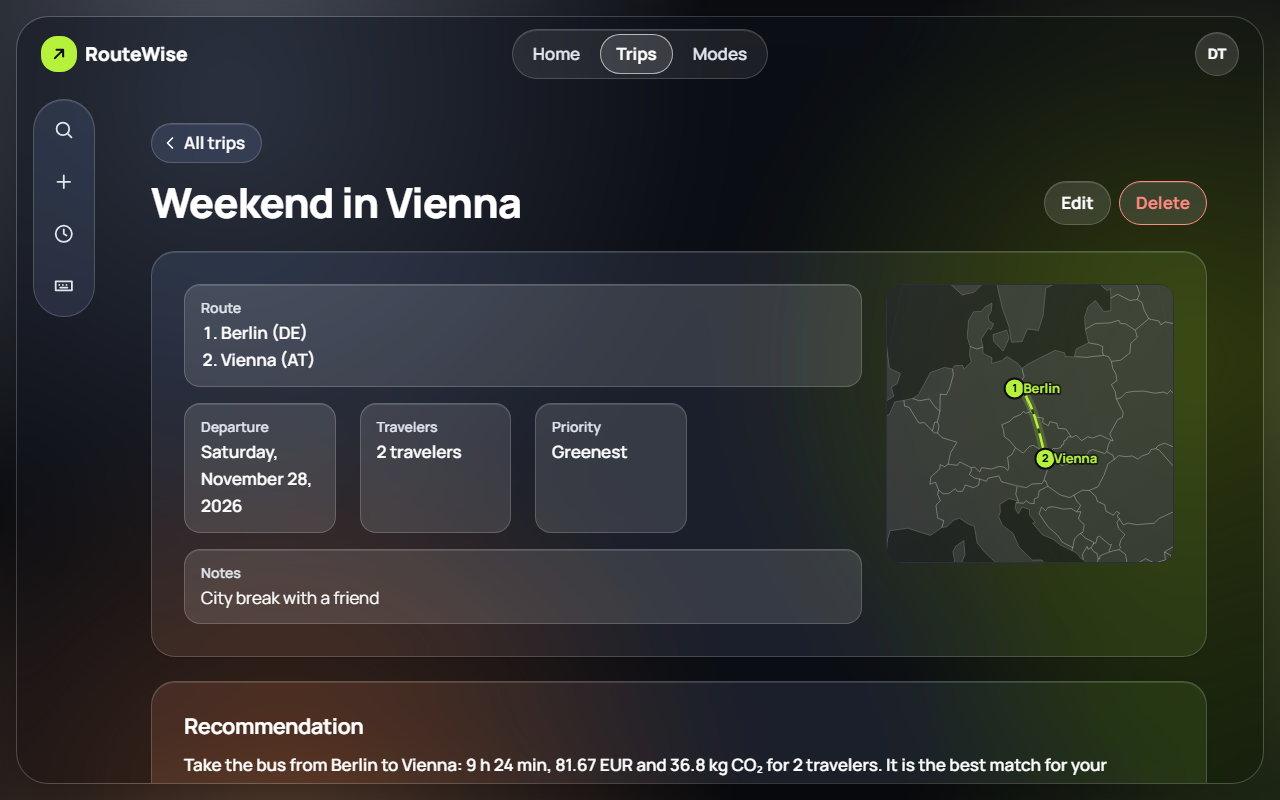 RouteWise
Home
Trips
Modes
DT
All trips
Weekend in Vienna
Edit
Delete
Route
1. Berlin (DE)
2. Vienna (AT)
Departure
Saturday,
November 28,
2026
Travelers
2 travelers
Priority
Greenest
Notes
City break with a friend
1 Berlin
2 Vienna
Recommendation
Take the bus from Berlin to Vienna: 9 h 24 min, 81.67 EUR and 36.8 kg CO₂ for 2 travelers. It is the best match for your